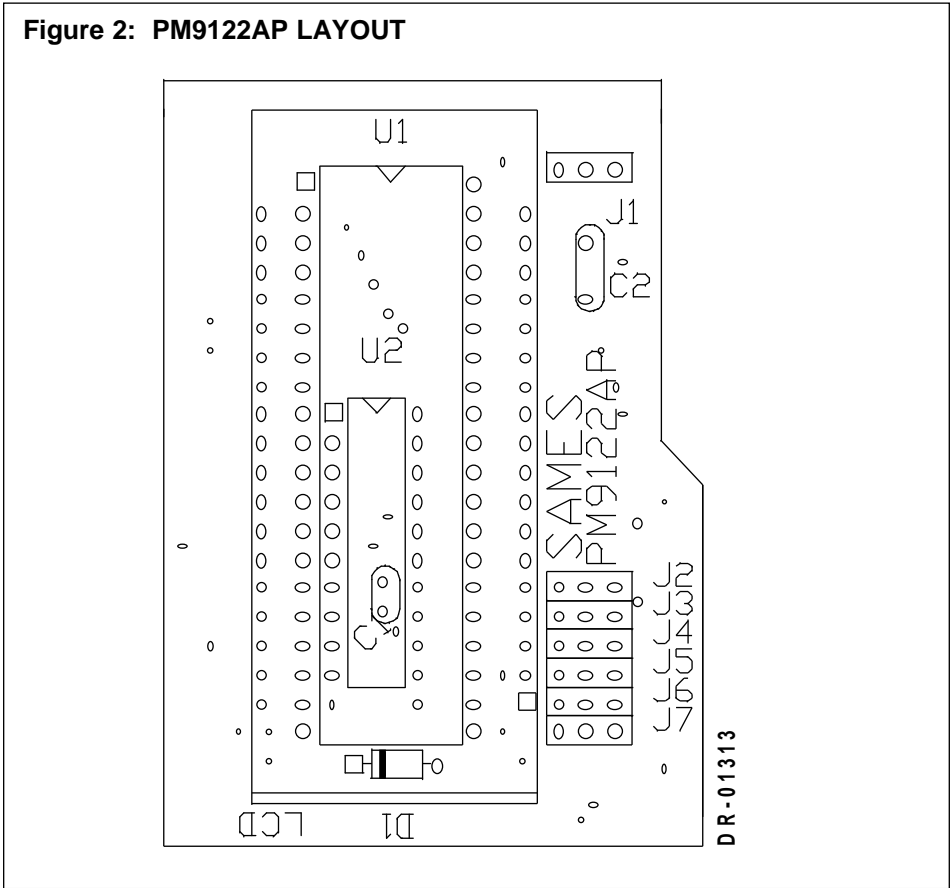 Figure 2: PM9122AP LAYOUT
U1
J1
C2
U2
SAMES
PM9122AP
C1
J2
J3
J4
J5
J6
J7
LCD
D1
DR-01313